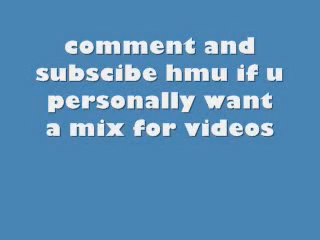 comment and
subscibe hmu if u
personally want
a mix for videos